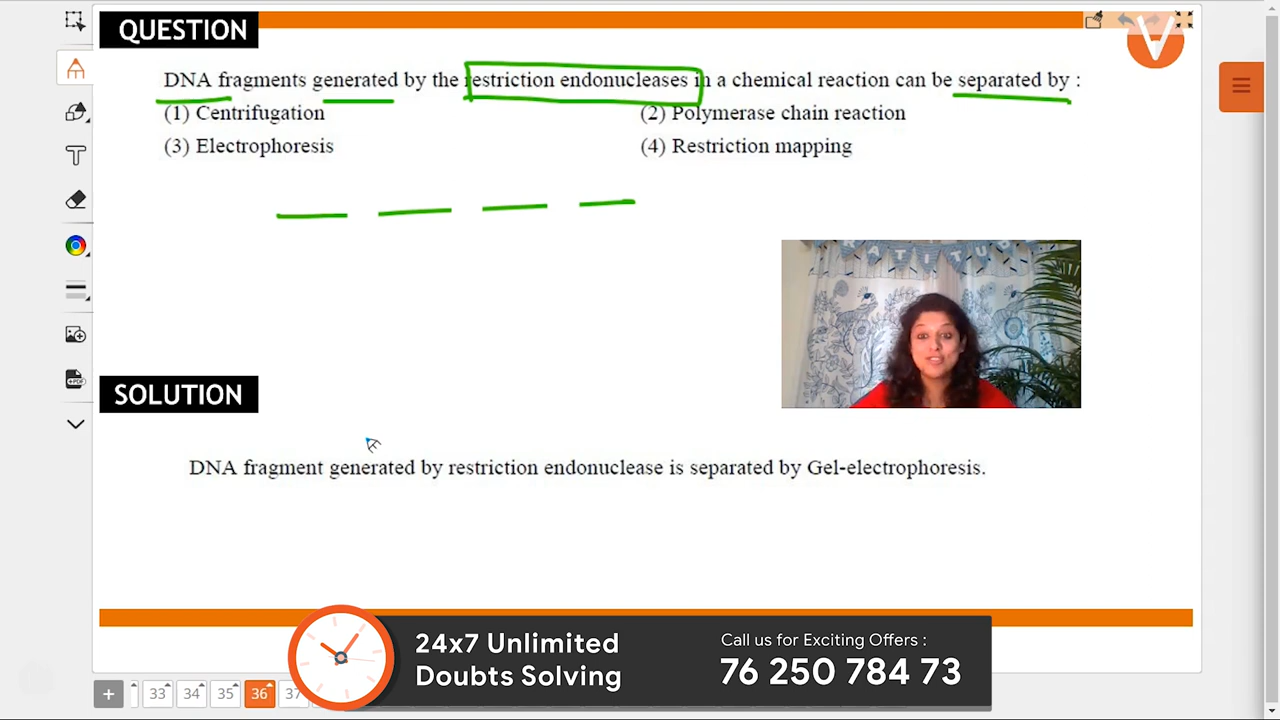 QUESTION
DNA fragments generated by the restriction endonucleases in a chemical reaction can be separated by :
(1) Centrifugation (2) Polymerase chain reaction
(3) Electrophoresis (4) Restriction mapping
SOLUTION
DNA fragment generated by restriction endonuclease is separated by Gel-electrophoresis.
24x7 Unlimited
Doubts Solving
Call us for Exciting Offers :
76 250 784 73
33 34 35 36 37
V
T
+PDF
RATITUD